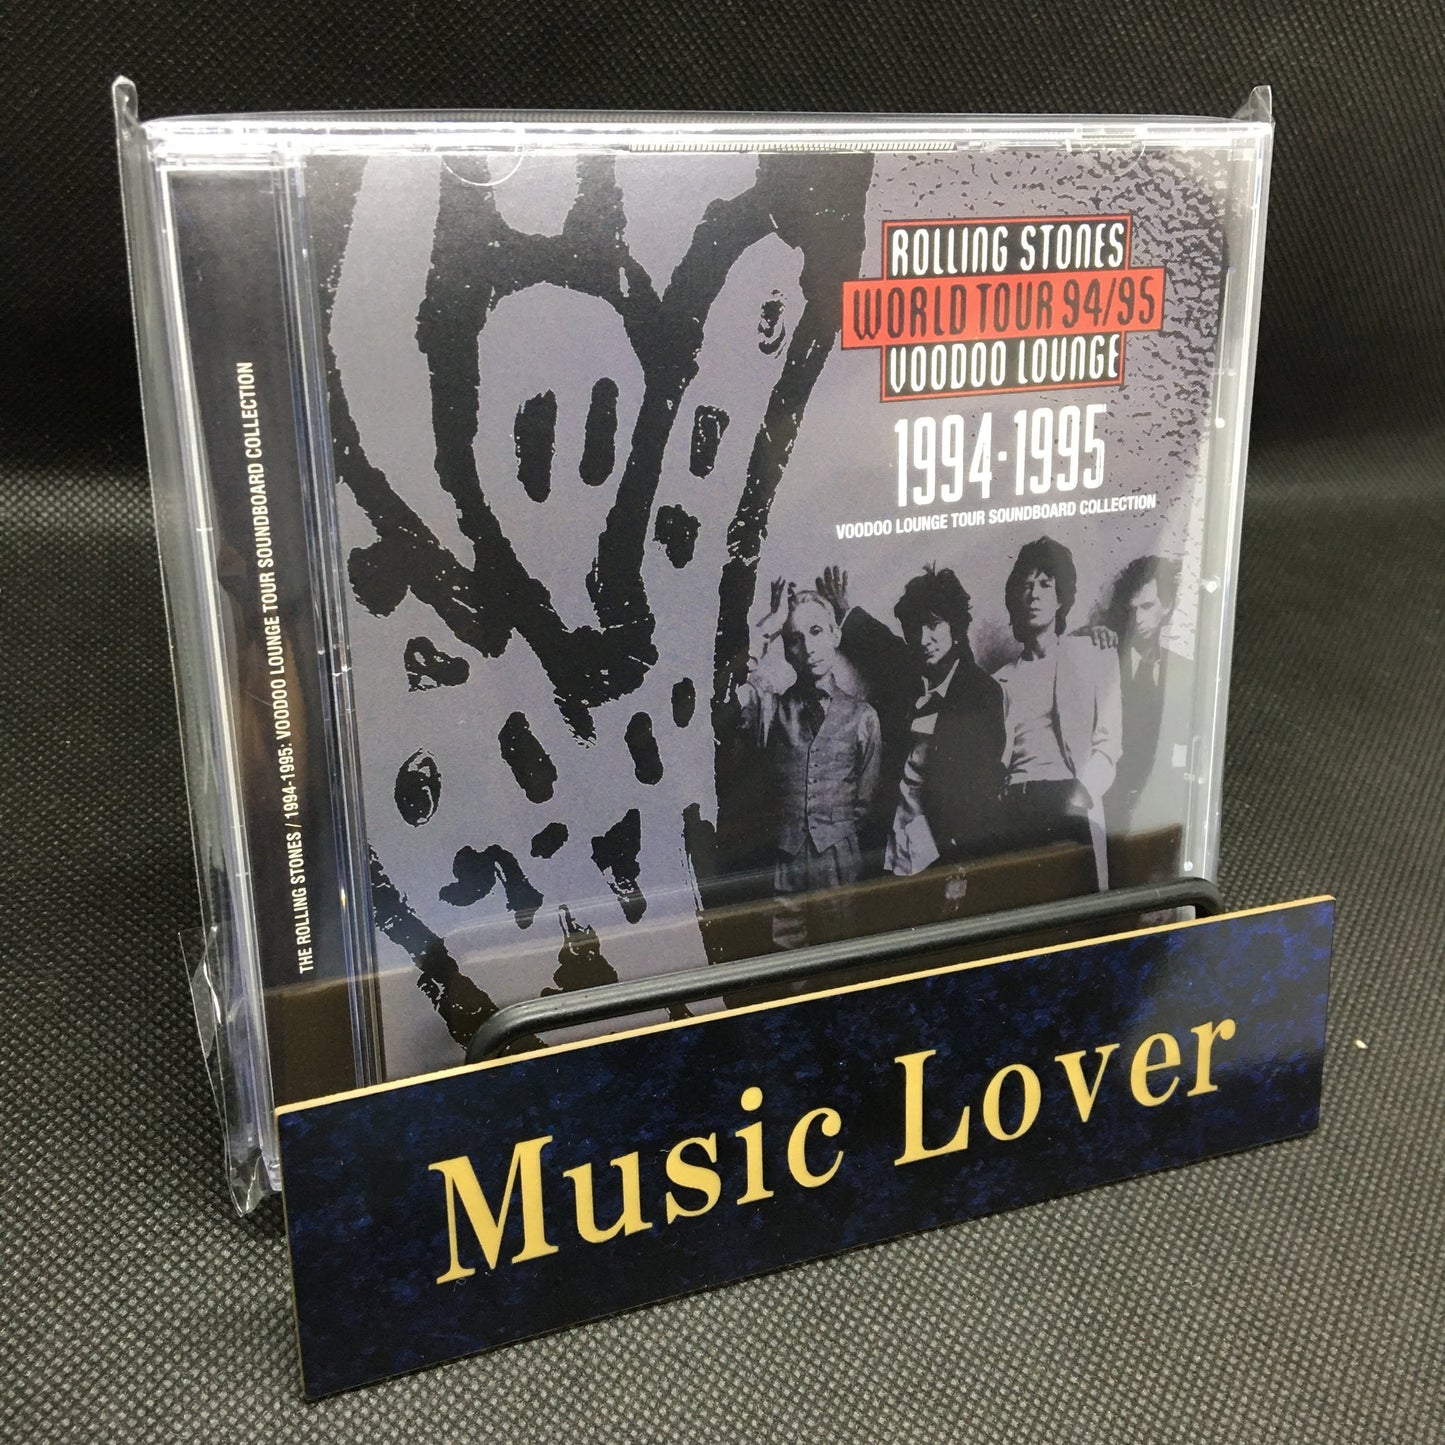 THE ROLLING STONES / 1994-1995: VOODOO LOUNGE TOUR SOUNDBOARD COLLECTION
ROLLING STONES
WORLD TOUR 94/95
VOODOO LOUNGE
1994-1995
VOODOO LOUNGE TOUR SOUNDBOARD COLLECTION
Music Lover